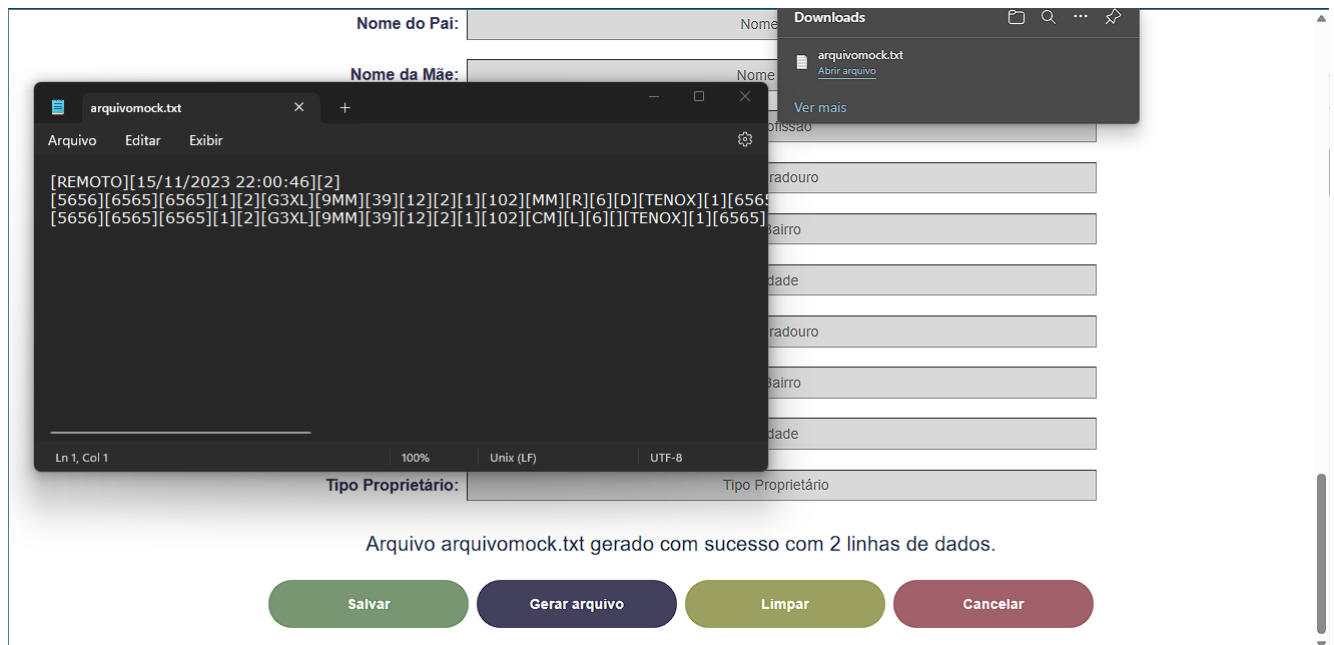 Nome do Pai:
Nome
Nome da Mãe:
Nome
Downloads
arquivomock.txt
Abrir arquivo
Ver mais
arquivomock.txt
Arquivo Editar Exibir
[REMOTO][15/11/2023 22:00:46][2]
[5656][6565][6565][1][2][G3XL][9MM][39][12][2][1][102][MM][R][6][D][TENOX][1][6565
[5656][6565][6565][1][2][G3XL][9MM][39][12][2][1][102][CM][L][6][][TENOX][1][6565]
Ln 1, Col 1 100% Unix (LF) UTF-8
ofissão
radouro
Bairro
dade
radouro
Bairro
dade
Tipo Proprietário:
Tipo Proprietário
Arquivo arquivomock.txt gerado com sucesso com 2 linhas de dados.
Salvar
Gerar arquivo
Limpar
Cancelar